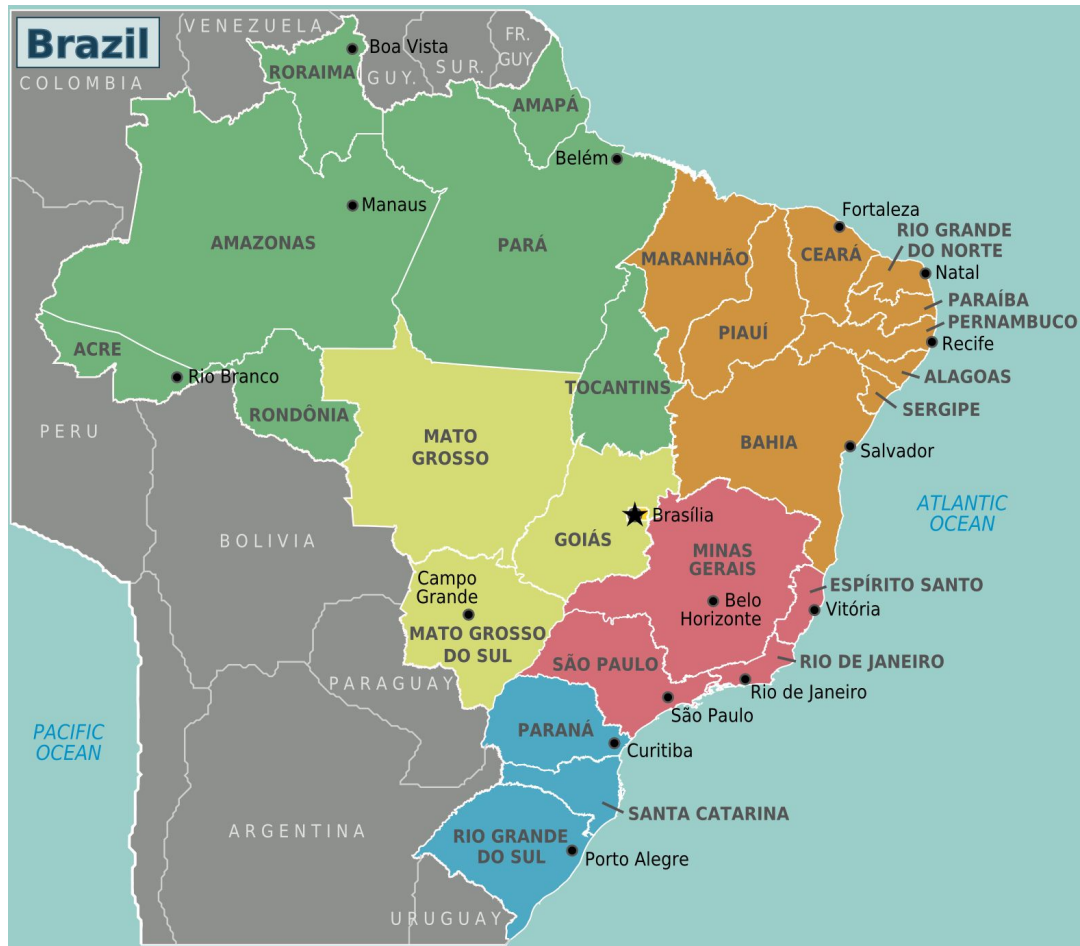 Brazil
VENEZUELA
COLOMBIA
GUY.
SUR.
FR.
GUY.
Boa Vista
RORAIMA
AMAPÁ
Belém
Manaus
AMAZONAS
PARÁ
Fortaleza
RIO GRANDE
DO NORTE
MARANHÃO
CEARÁ
Natal
PARAÍBA
PERNAMBUCO
PIAUÍ
Recife
ACRE
Rio Branco
ALAGOAS
TOCANTINS
SERGIPE
RONDÔNIA
PERU
MATO
GROSSO
BAHIA
Salvador
ATLANTIC
OCEAN
Brasília
GOIÁS
BOLIVIA
MINAS
GERAIS
Campo
Grande
ESPÍRITO SANTO
Belo
Horizonte
Vitória
MATO GROSSO
DO SUL
SÃO PAULO
RIO DE JANEIRO
PARAGUAY
Rio de Janeiro
São Paulo
PACIFIC
OCEAN
PARANÁ
Curitiba
SANTA CATARINA
ARGENTINA
RIO GRANDE
DO SUL
Porto Alegre
URUGUAY